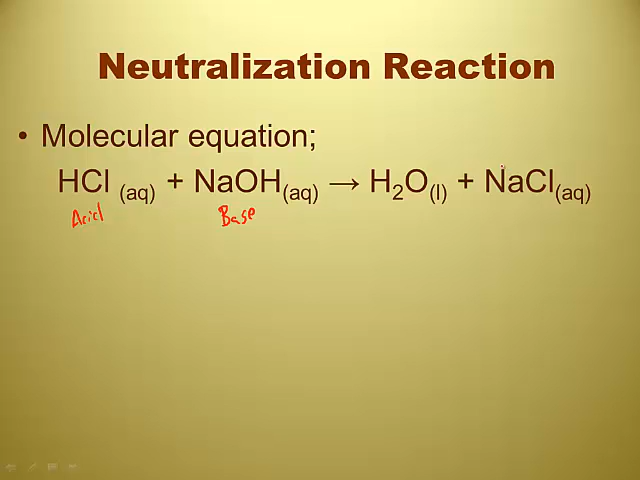 Neutralization Reaction
• Molecular equation;
HCl (aq) + NaOH(aq) → H₂O(l) + NaCl(aq)
Acid Base